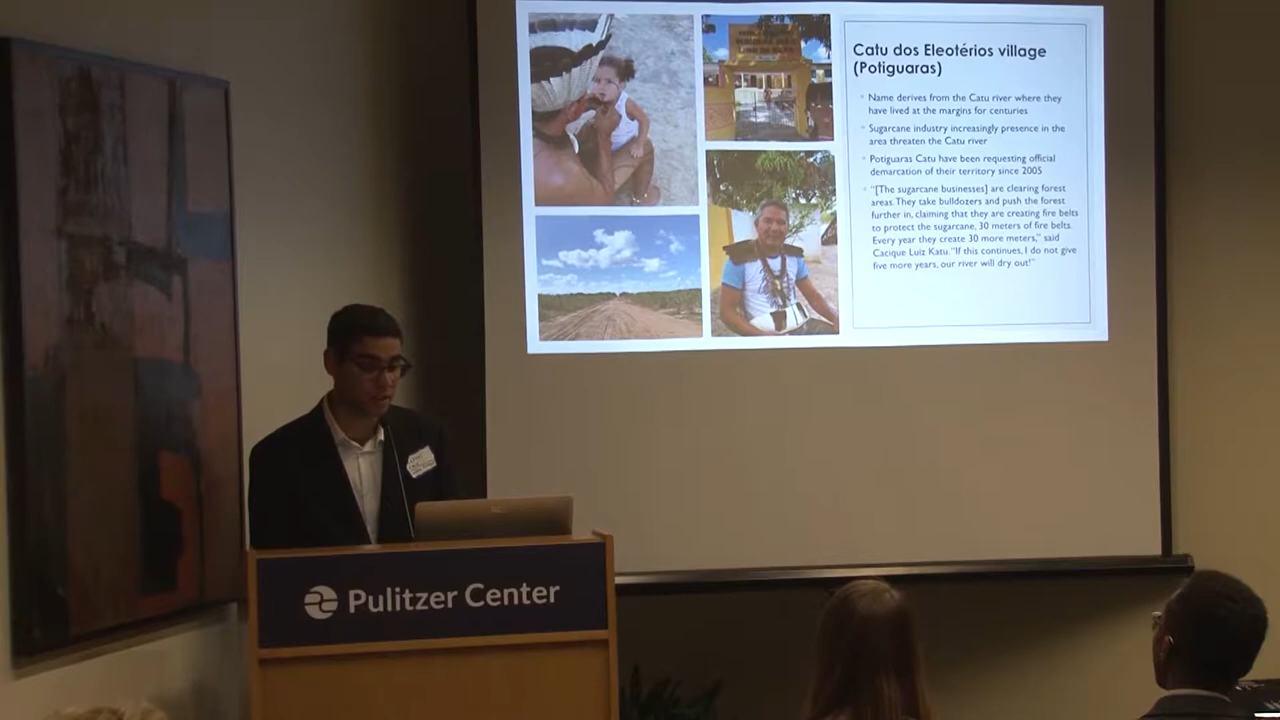 Catu dos Eleotérios village
(Potiguaras)
Name derives from the Catu river where they
have lived at the margins for centuries
Sugarcane industry increasingly presence in the
area threaten the Catu river
Potiguaras Catu have been requesting official
demarcation of their territory since 2005
"[The sugarcane businesses] are clearing forest
areas. They take bulldozers and push the forest
further in, claiming that they are creating fire belts
to protect the sugarcane, 30 meters of fire belts.
Every year they create 30 more meters," said
Cacique Luiz Katu. "If this continues, I do not give
five more years, our river will dry out!"
Pulitzer Center